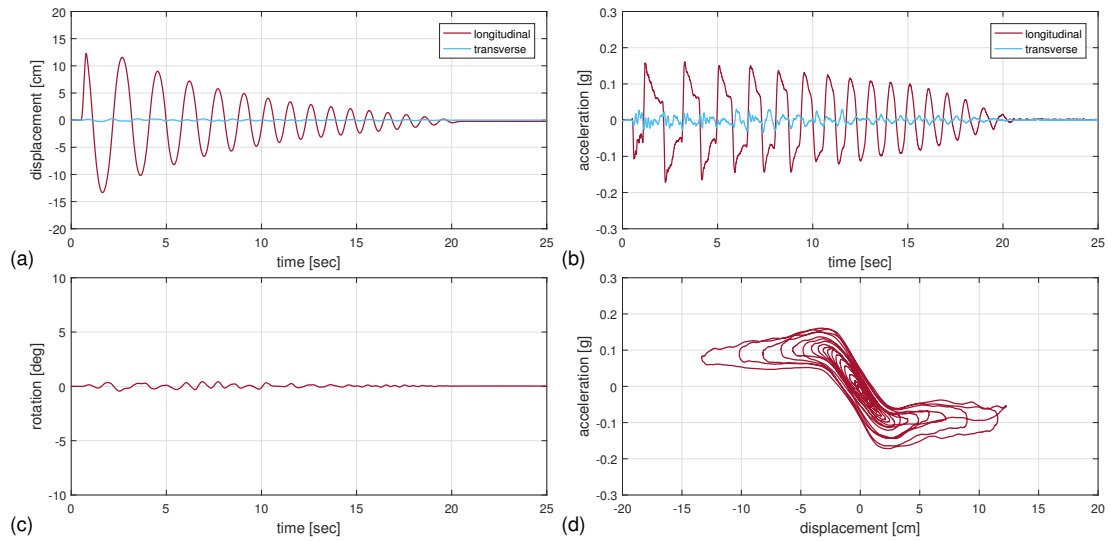 20
15
10
5
0
-5
-10
-15
-20
displacement [cm]
longitudinal
transverse
0 5 10 15 20 25
(a) time [sec]
0.3
0.2
0.1
0
-0.1
-0.2
-0.3
acceleration [g]
longitudinal
transverse
0 5 10 15 20 25
(b) time [sec]
10
5
0
-5
-10
rotation [deg]
0 5 10 15 20 25
(c) time [sec]
0.3
0.2
0.1
0
-0.1
-0.2
-0.3
acceleration [g]
-20 -15 -10 -5 0 5 10 15 20
(d) displacement [cm]